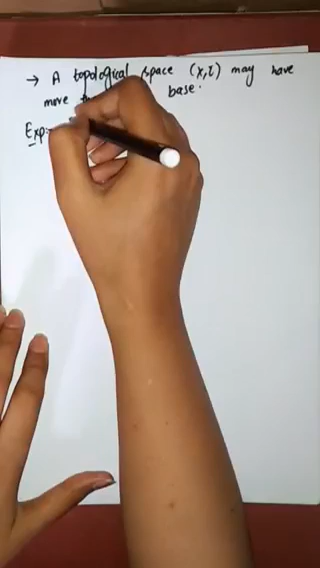 → A topological space (X,τ) may have
more base.
Exp:-